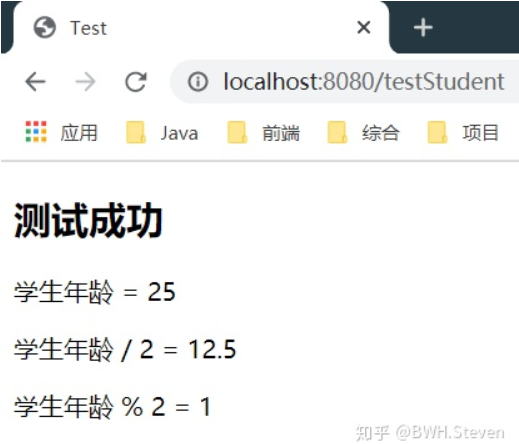 Test
localhost:8080/testStudent
应用 Java 前端 综合 项目
测试成功
学生年龄 = 25
学生年龄 / 2 = 12.5
学生年龄 % 2 = 1
知乎 @BWH.Steven